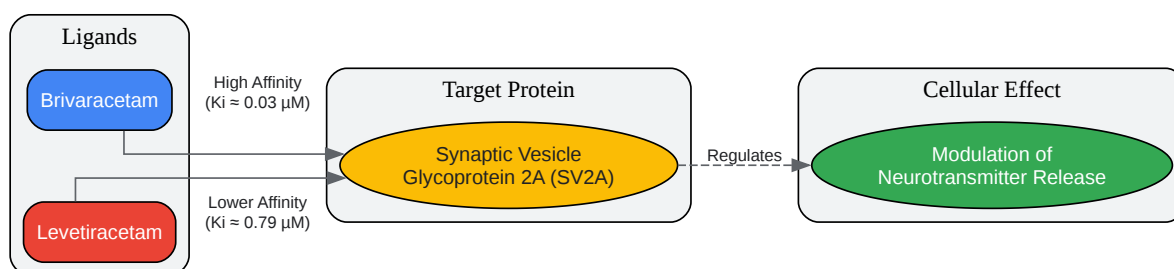 Ligands
Brivaracetam
Levetiracetam
High Affinity
(Ki ≈ 0.03 µM)
Lower Affinity
(Ki ≈ 0.79 µM)
Target Protein
Synaptic Vesicle
Glycoprotein 2A (SV2A)
Regulates
Cellular Effect
Modulation of
Neurotransmitter Release